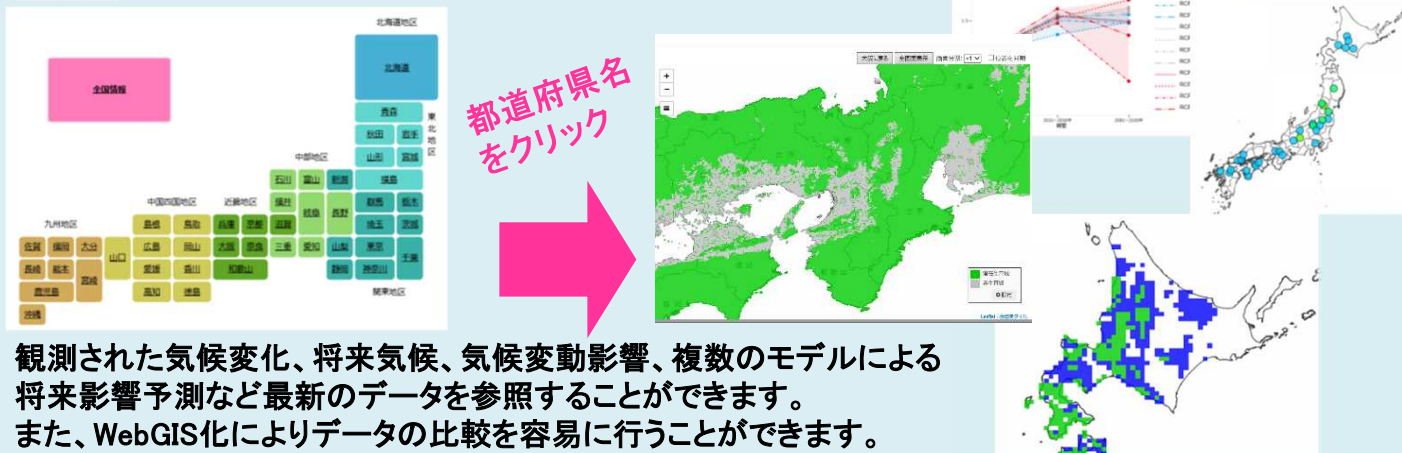 北海道地区
全国情報
北海道
青森
東北地区
秋田
岩手
山形
宮城
中部地区
石川
富山
新潟
福島
中国四国地区
近畿地区
福井
岐阜
長野
群馬
栃木
九州地区
島根
鳥取
兵庫
京都
滋賀
埼玉
茨城
佐賀
福岡
大分
山口
広島
岡山
大阪
奈良
三重
愛知
山梨
東京
千葉
長崎
熊本
宮崎
愛媛
香川
和歌山
静岡
神奈川
鹿児島
高知
徳島
関東地区
沖縄
都道府県名
をクリック
+
−
観測された気候変化、将来気候、気候変動影響、複数のモデルによる
将来影響予測など最新のデータを参照することができます。
また、WebGIS化によりデータの比較を容易に行うことができます。